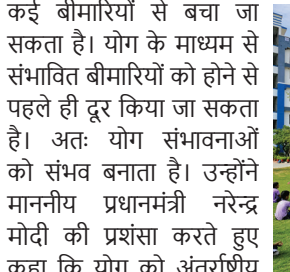 कई बीमारियों से बचा जा
सकता है। योग के माध्यम से
संभावित बीमारियों को होने से
पहले ही दूर किया जा सकता
है। अतः योग संभावनाओं
को संभव बनाता है। उन्होंने
माननीय प्रधानमंत्री नरेन्द्र
मोदी की प्रशंसा करते हुए
कहा कि योग को अंतर्राष्ट्रीय